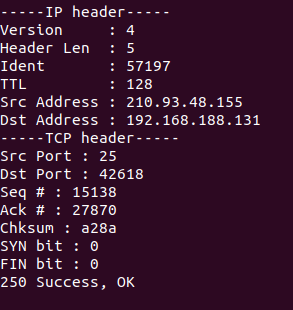 -----IP header-----
Version     : 4
Header Len  : 5
Ident       : 57197
TTL         : 128
Src Address : 210.93.48.155
Dst Address : 192.168.188.131
-----TCP header-----
Src Port : 25
Dst Port : 42618
Seq # : 15138
Ack # : 27870
Chksum : a28a
SYN bit : 0
FIN bit : 0
250 Success, OK